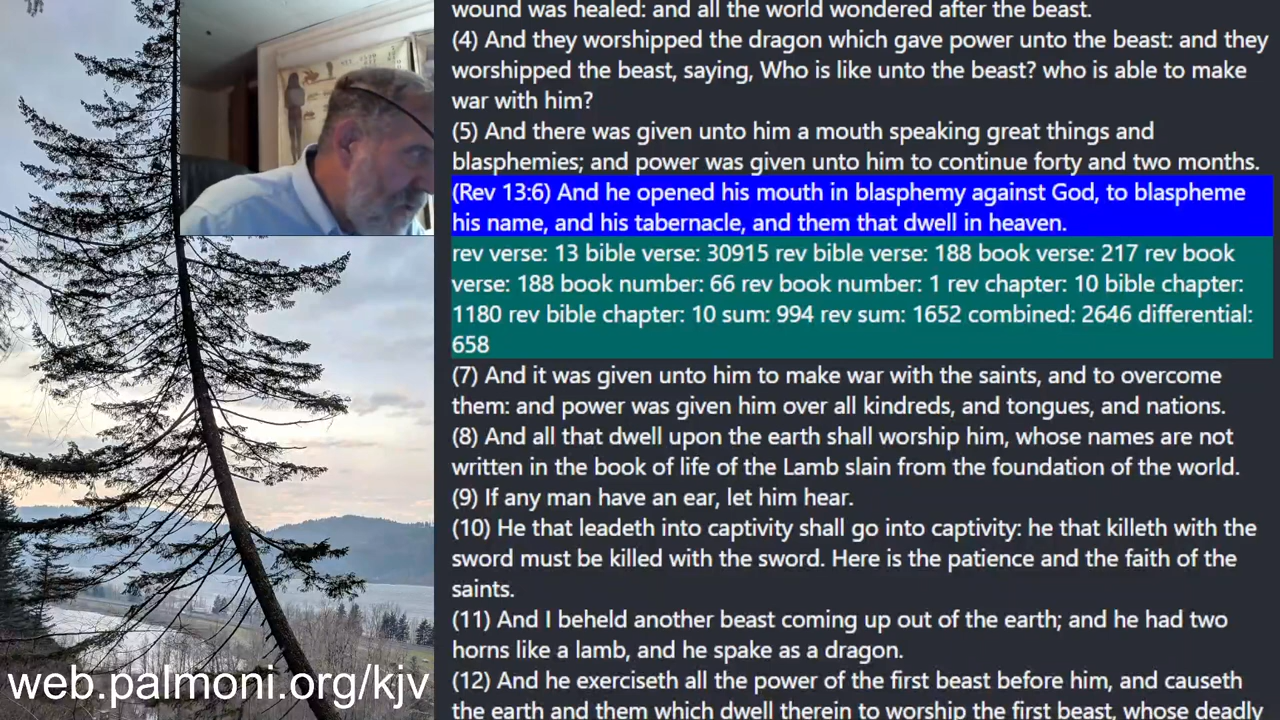 wound was healed: and all the world wondered after the beast.
(4) And they worshipped the dragon which gave power unto the beast: and they
worshipped the beast, saying, Who is like unto the beast? who is able to make
war with him?
(5) And there was given unto him a mouth speaking great things and
blasphemies; and power was given unto him to continue forty and two months.
(Rev 13:6) And he opened his mouth in blasphemy against God, to blaspheme
his name, and his tabernacle, and them that dwell in heaven.
rev verse: 13 bible verse: 30915 rev bible verse: 188 book verse: 217 rev book
verse: 188 book number: 66 rev book number: 1 rev chapter: 10 bible chapter:
1180 rev bible chapter: 10 sum: 994 rev sum: 1652 combined: 2646 differential:
658
(7) And it was given unto him to make war with the saints, and to overcome
them: and power was given him over all kindreds, and tongues, and nations.
(8) And all that dwell upon the earth shall worship him, whose names are not
written in the book of life of the Lamb slain from the foundation of the world.
(9) If any man have an ear, let him hear.
(10) He that leadeth into captivity shall go into captivity: he that killeth with the
sword must be killed with the sword. Here is the patience and the faith of the
saints.
(11) And I beheld another beast coming up out of the earth; and he had two
horns like a lamb, and he spake as a dragon.
(12) And he exerciseth all the power of the first beast before him, and causeth
the earth and them which dwell therein to worship the first beast, whose deadly
web.palmoni.org/kjv